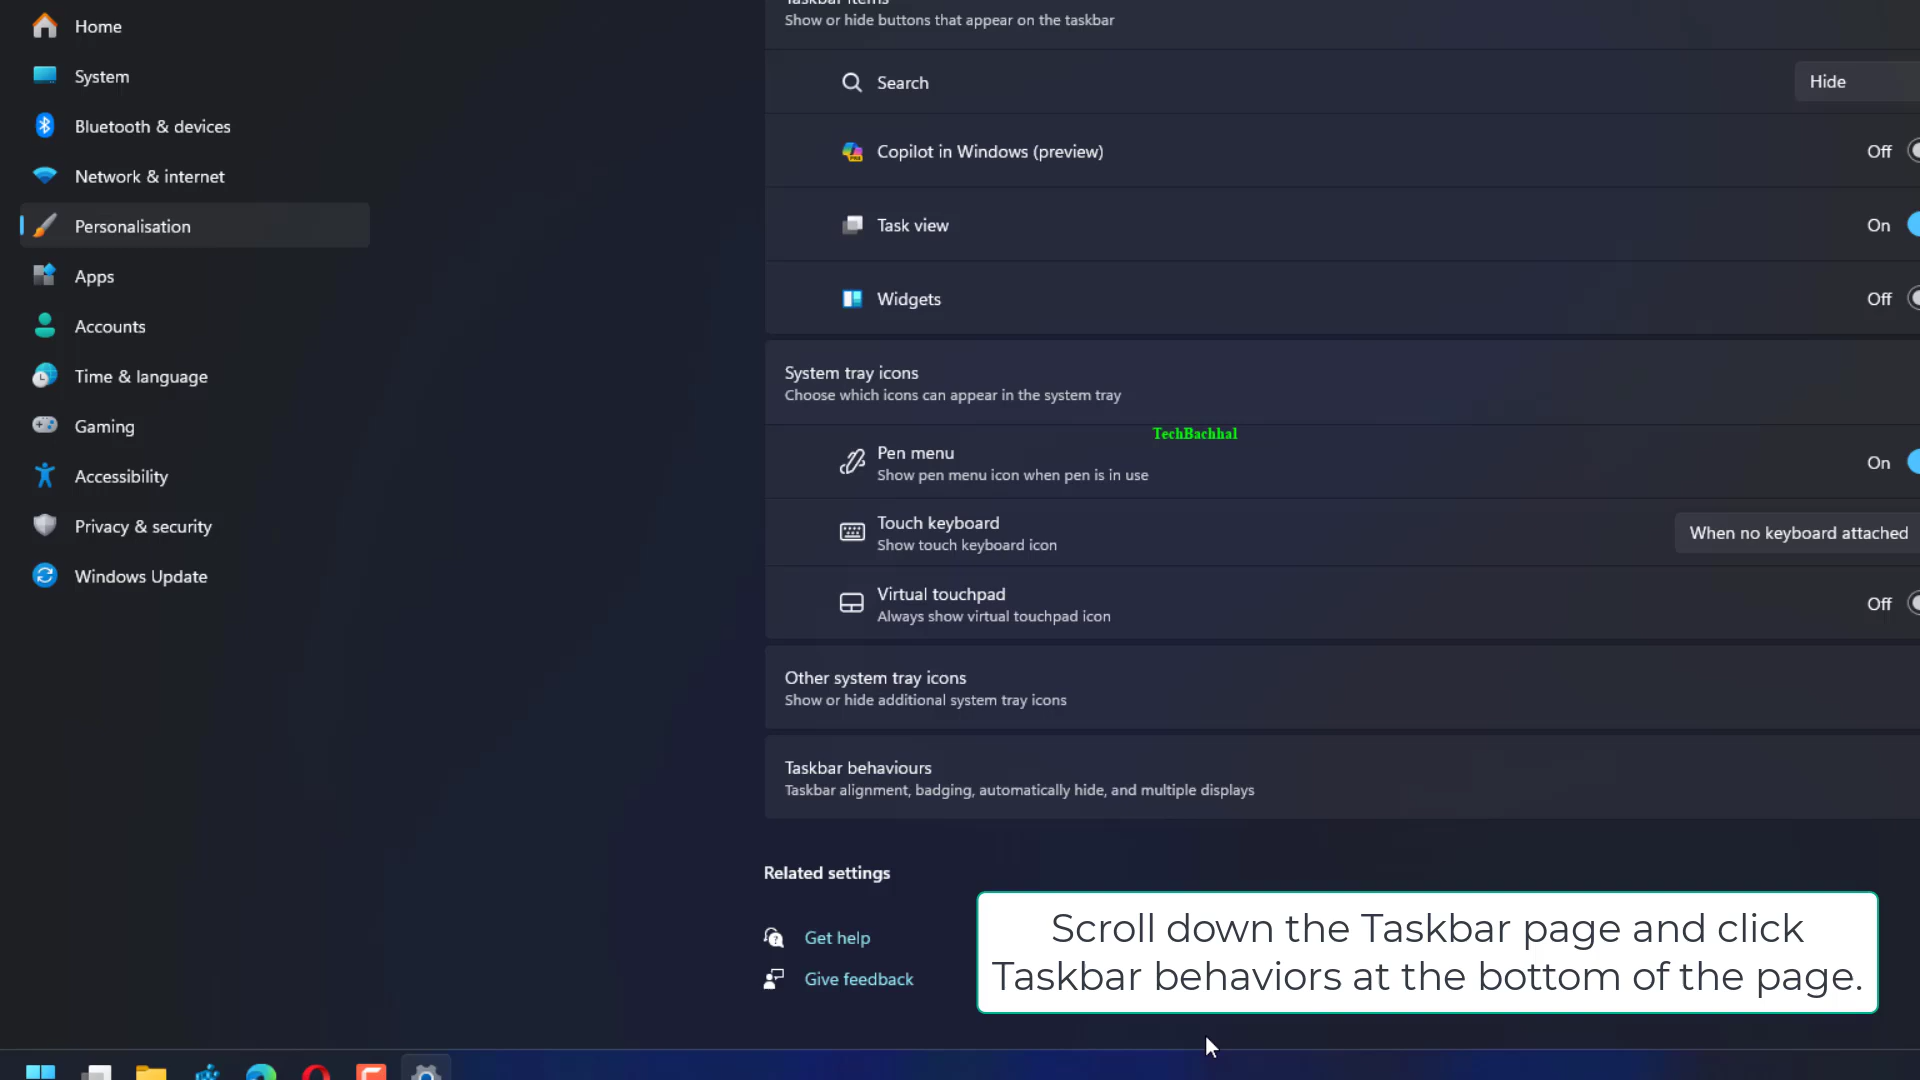 Home
System
Bluetooth & devices
Network & internet
Personalisation
Apps
Accounts
Time & language
Gaming
Accessibility
Privacy & security
Windows Update
Taskbar items
Show or hide buttons that appear on the taskbar
Search
Hide
Copilot in Windows (preview)
Off
Task view
On
Widgets
Off
System tray icons
Choose which icons can appear in the system tray
TechBachhal
Pen menu
Show pen menu icon when pen is in use
On
Touch keyboard
Show touch keyboard icon
When no keyboard attached
Virtual touchpad
Always show virtual touchpad icon
Off
Other system tray icons
Show or hide additional system tray icons
Taskbar behaviours
Taskbar alignment, badging, automatically hide, and multiple displays
Related settings
Get help
Give feedback
Scroll down the Taskbar page and click
Taskbar behaviors at the bottom of the page.